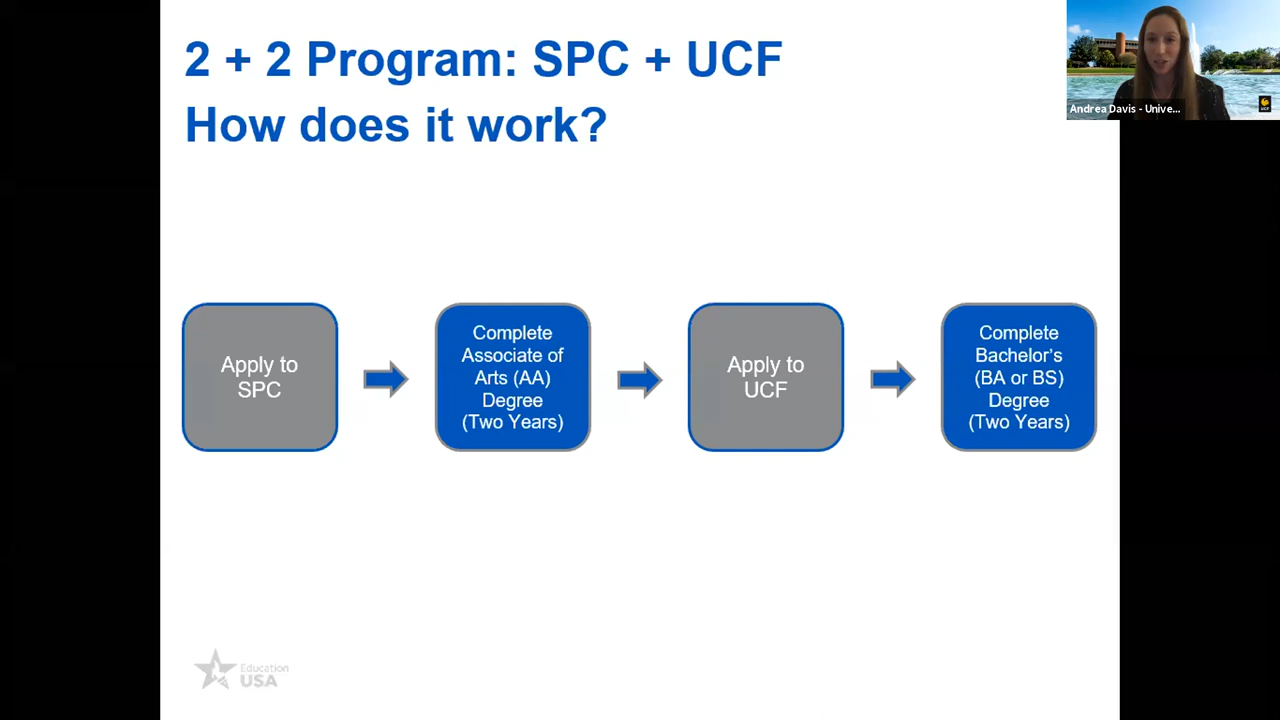 2 + 2 Program: SPC + UCF
How does it work?
Andrea Davis - Unive...
UCF
Apply to
SPC
Complete
Associate of
Arts (AA)
Degree
(Two Years)
Apply to
UCF
Complete
Bachelor's
(BA or BS)
Degree
(Two Years)
Education
USA